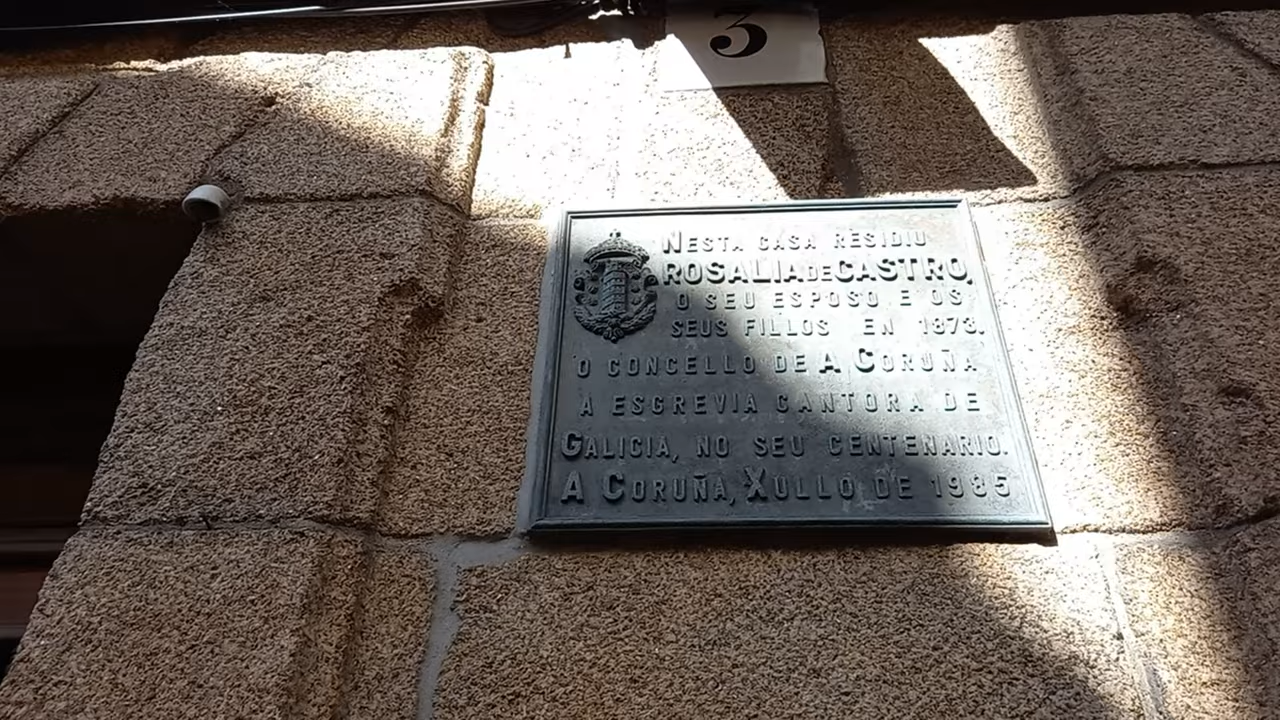 3
NESTA CASA RESIDIU
ROSALIA DE CASTRO,
O SEU ESPOSO E OS
SEUS FILLOS EN 1873.
O CONCELLO DE A CORUÑA
A ESGREVIA CANTORA DE
GALICIA, NO SEU CENTENARIO.
A CORUÑA, XULLO DE 1985